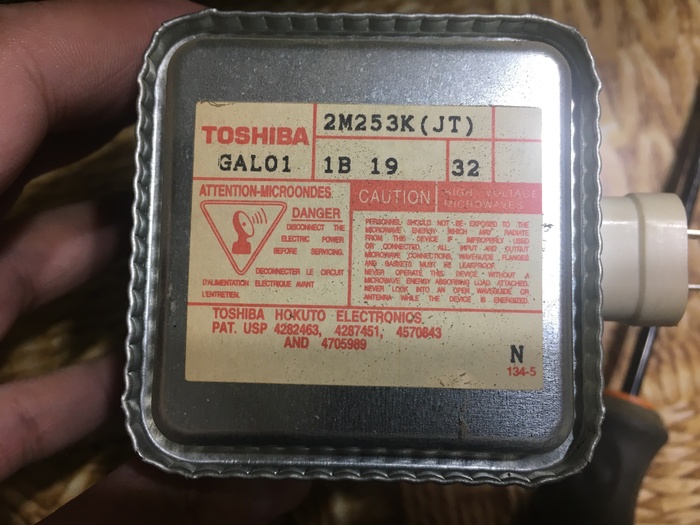 TOSHIBA
2M253K(JT)
GAL01 1B 19 32
ATTENTION-MICROONDES
DANGER
DISCONNECT THE
ELECTRIC POWER
BEFORE SERVICING.
DECONNECTER LE CIRCUIT
D'ALIMENTATION ELECTRIQUE AVANT
L'ENTRETIEN.
CAUTION
HIGH VOLTAGE
MICROWAVES
PERSONNEL SHOULD NOT BE EXPOSED TO THE
MICROWAVE ENERGY WHICH MAY RADIATE
FROM THIS DEVICE IF IMPROPERLY USED
OR CONNECTED. ALL INPUT AND OUTPUT
MICROWAVE CONNECTIONS, WAVEGUIDE FLANGES
AND GASKETS MUST BE LEAKPROOF.
NEVER OPERATE THIS DEVICE WITHOUT A
MICROWAVE ENERGY ABSORBING LOAD ATTACHED.
NEVER LOOK INTO AN OPEN WAVEGUIDE OR
ANTENNA WHILE THE DEVICE IS ENERGIZED.
TOSHIBA HOKUTO ELECTRONICS.
PAT. USP 4282463, 4287451, 4570843
AND 4705989
N
134-5